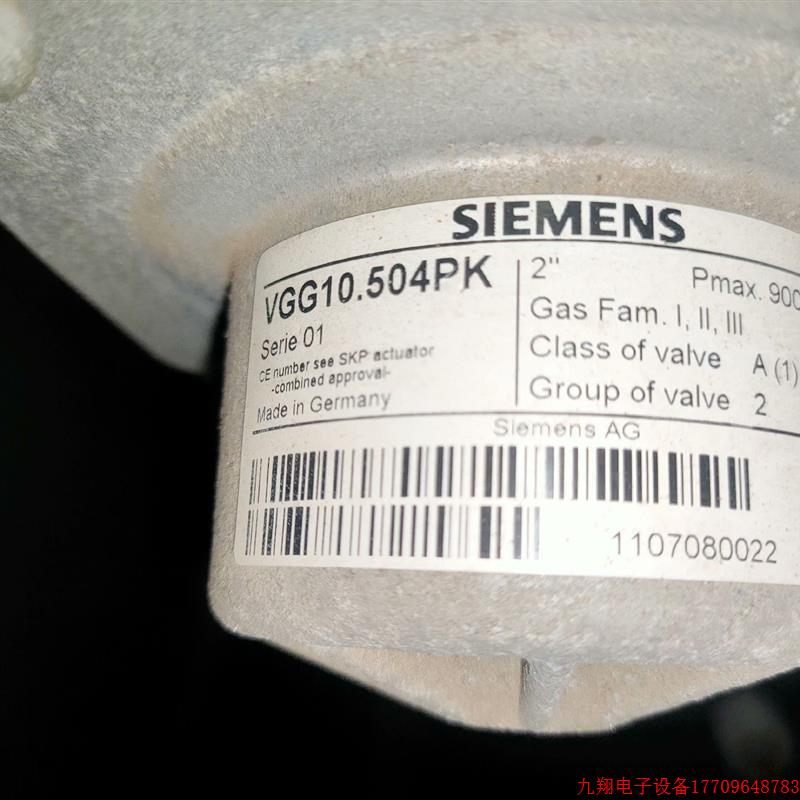 SIEMENS
VGG10.504PK
Serie 01
CE number see SKP actuator
-combined approval-
Made in Germany
2"
Pmax. 900
Gas Fam. I, II, III
Class of valve A (1)
Group of valve 2
Siemens AG
1107080022
九翔电子设备17709648783